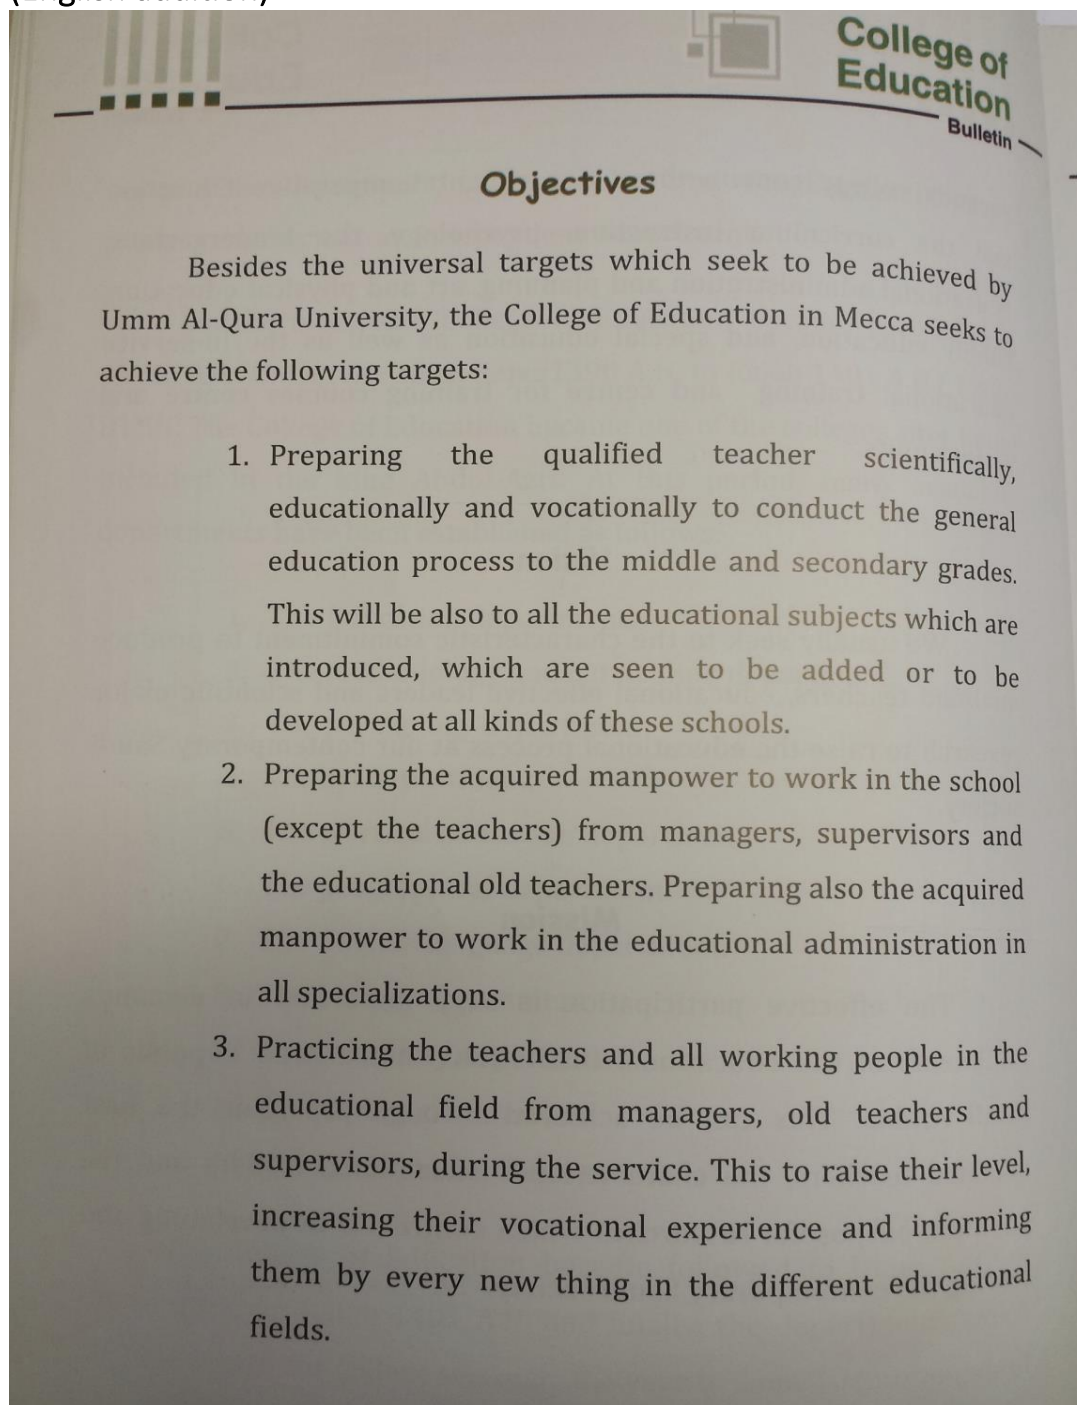 College of
Education
Bulletin
Objectives
Besides the universal targets which seek to be achieved by
Umm Al-Qura University, the College of Education in Mecca seeks to
achieve the following targets:
1. Preparing the qualified teacher scientifically,
educationally and vocationally to conduct the general
education process to the middle and secondary grades.
This will be also to all the educational subjects which are
introduced, which are seen to be added or to be
developed at all kinds of these schools.
2. Preparing the acquired manpower to work in the school
(except the teachers) from managers, supervisors and
the educational old teachers. Preparing also the acquired
manpower to work in the educational administration in
all specializations.
3. Practicing the teachers and all working people in the
educational field from managers, old teachers and
supervisors, during the service. This to raise their level,
increasing their vocational experience and informing
them by every new thing in the different educational
fields.